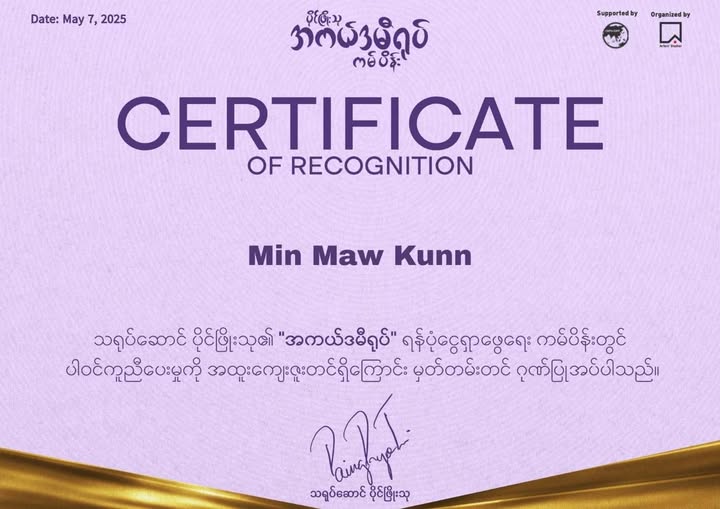 Date: May 7, 2025
ပိုင်ဖြိုးသု
အကယ်ဒမီရုပ်
ကမ်ပိန်း
Supported by
Organized by
Artists' Shelter
CERTIFICATE
OF RECOGNITION
Min Maw Kunn
သရုပ်ဆောင် ပိုင်ဖြိုးသု၏ "အကယ်ဒမီရုပ်" ရန်ပုံငွေရှာဖွေရေး ကမ်ပိန်းတွင်
ပါဝင်ကူညီပေးမှုကို အထူးကျေးဇူးတင်ရှိကြောင်း မှတ်တမ်းတင် ဂုဏ်ပြုအပ်ပါသည်။
သရုပ်ဆောင် ပိုင်ဖြိုးသု